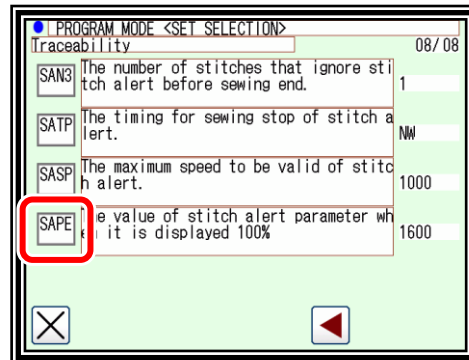 PROGRAM MODE <SET SELECTION>
Traceability 08/08
SAN3 The number of stitches that ignore sti
tch alert before sewing end. 1
SATP The timing for sewing stop of stitch a
lert. NW
SASP The maximum speed to be valid of stitc
h alert. 1000
SAPE value of stitch alert parameter wh
it is displayed 100% 1600